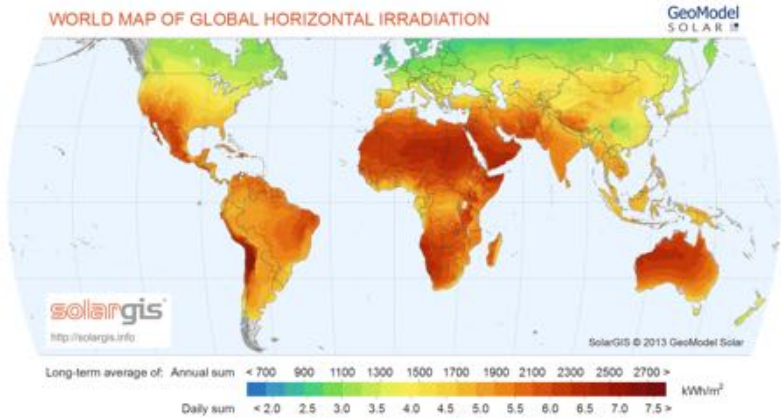 WORLD MAP OF GLOBAL HORIZONTAL IRRADIATION
GeoModel
SOLAR
solargis
http://solargis.info
SolarGIS © 2013 GeoModel Solar
Long-term average of: Annual sum < 700 900 1100 1300 1500 1700 1900 2100 2300 2500 2700 >
kWh/m²
Daily sum < 2.0 2.5 3.0 3.5 4.0 4.5 5.0 5.5 6.0 6.5 7.0 7.5 >